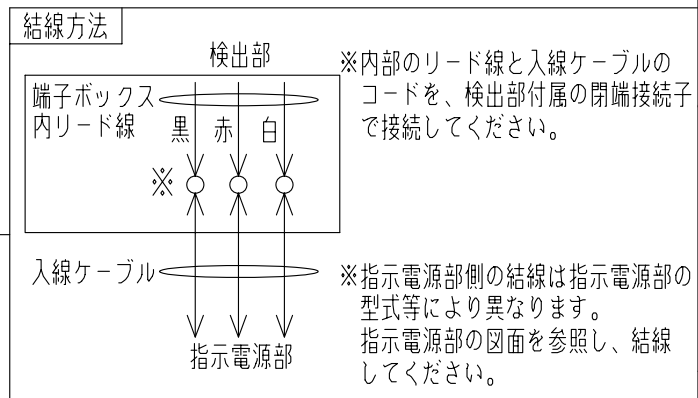 結線方法
検出部
端子ボックス
内リード線
黒 赤 白
※
入線ケーブル
指示電源部
※内部のリード線と入線ケーブルの
コードを、検出部付属の閉端接続子
で接続してください。
※指示電源部側の結線は指示電源部の
型式等により異なります。
指示電源部の図面を参照し、結線
してください。